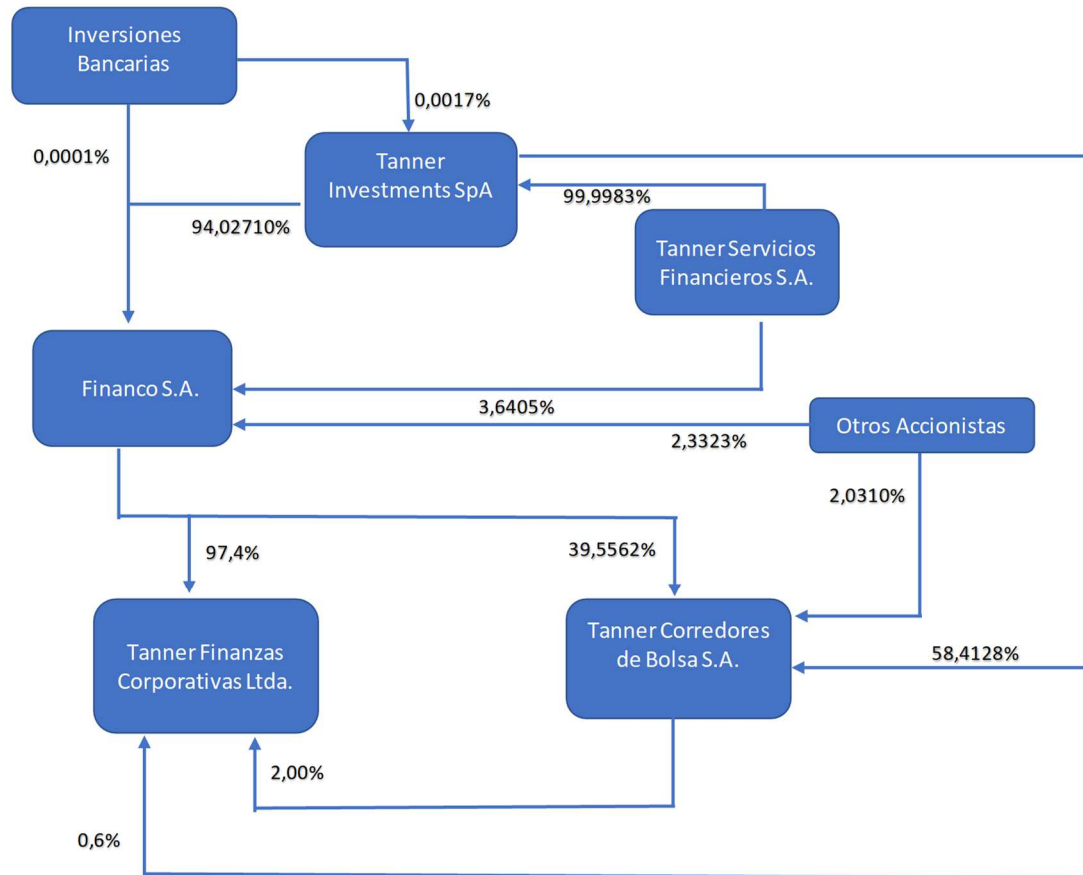 Inversiones
Bancarias
0,0017%
0,0001%
Tanner
Investments SpA
99,9983%
94,02710%
Tanner Servicios
Financieros S.A.
Financo S.A.
3,6405%
Otros Accionistas
2,3323%
2,0310%
97,4%
39,5562%
Tanner Finanzas
Corporativas Ltda.
Tanner Corredores
de Bolsa S.A.
58,4128%
2,00%
0,6%